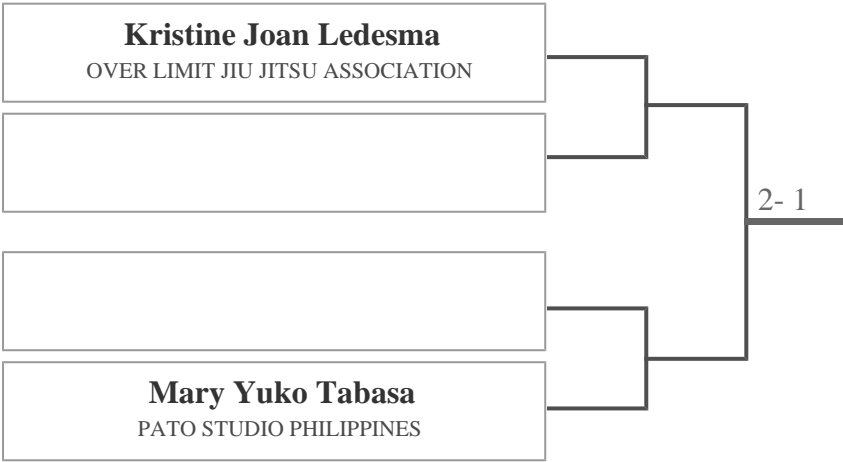 Kristine Joan Ledesma
OVER LIMIT JIU JITSU ASSOCIATION
2- 1
Mary Yuko Tabasa
PATO STUDIO PHILIPPINES